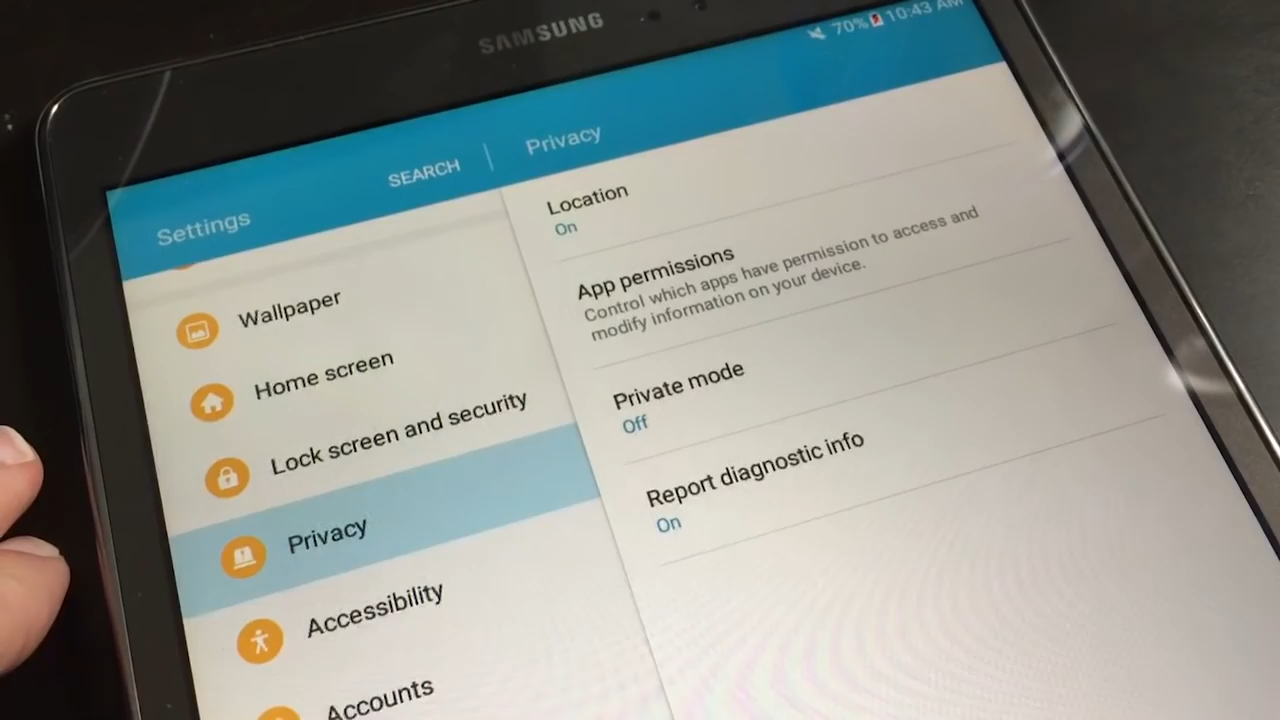 SAMSUNG
70% 10:43 AM
Settings
SEARCH
Privacy
Wallpaper
Home screen
Lock screen and security
Privacy
Accessibility
Accounts
Location
On
App permissions
Control which apps have permission to access and
modify information on your device.
Private mode
Off
Report diagnostic info
On